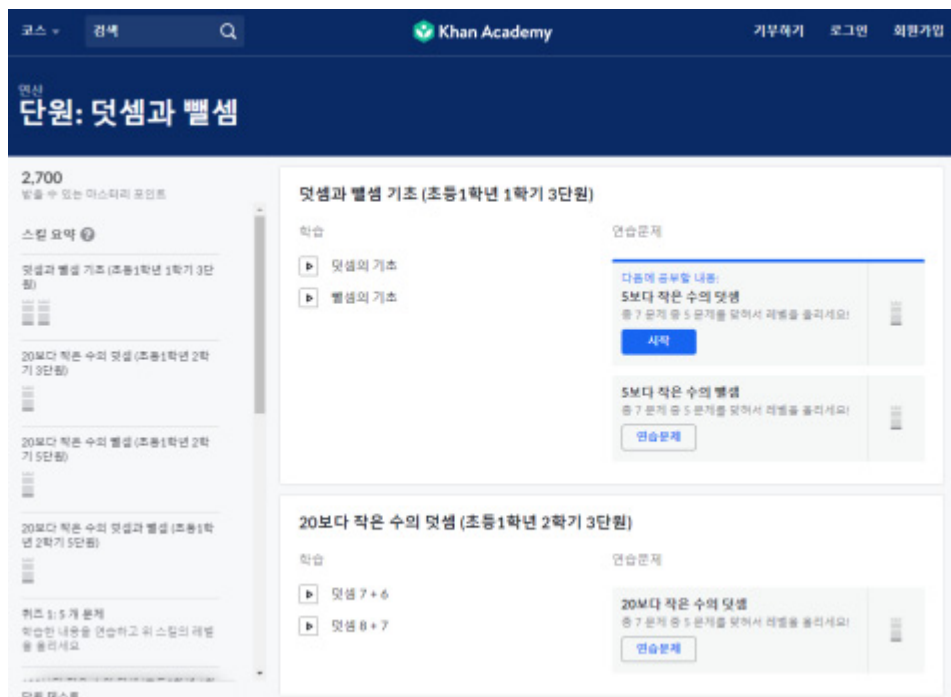 코스
검색
Khan Academy
기부하기
로그인
회원가입
연산
단원: 덧셈과 뺄셈
2,700
받을 수 있는 마스터리 포인트
스킬 요약
덧셈과 뺄셈 기초 (초등1학년 1학기 3단
원)
20보다 작은 수의 덧셈 (초등1학년 2학
기 3단원)
20보다 작은 수의 뺄셈 (초등1학년 2학
기 5단원)
20보다 작은 수의 덧셈과 뺄셈 (초등1학
년 2학기 5단원)
퀴즈 1: 5 개 문제
학습한 내용을 연습하고 위 스킬의 레벨
을 올리세요
단원 테스트
덧셈과 뺄셈 기초 (초등1학년 1학기 3단원)
학습
덧셈의 기초
뺄셈의 기초
연습문제
다음에 공부할 내용:
5보다 작은 수의 덧셈
총 7 문제 중 5 문제를 맞혀서 레벨을 올리세요!
시작
5보다 작은 수의 뺄셈
총 7 문제 중 5 문제를 맞혀서 레벨을 올리세요!
연습문제
20보다 작은 수의 덧셈 (초등1학년 2학기 3단원)
학습
덧셈 7 + 6
덧셈 8 + 7
연습문제
20보다 작은 수의 덧셈
총 7 문제 중 5 문제를 맞혀서 레벨을 올리세요!
연습문제